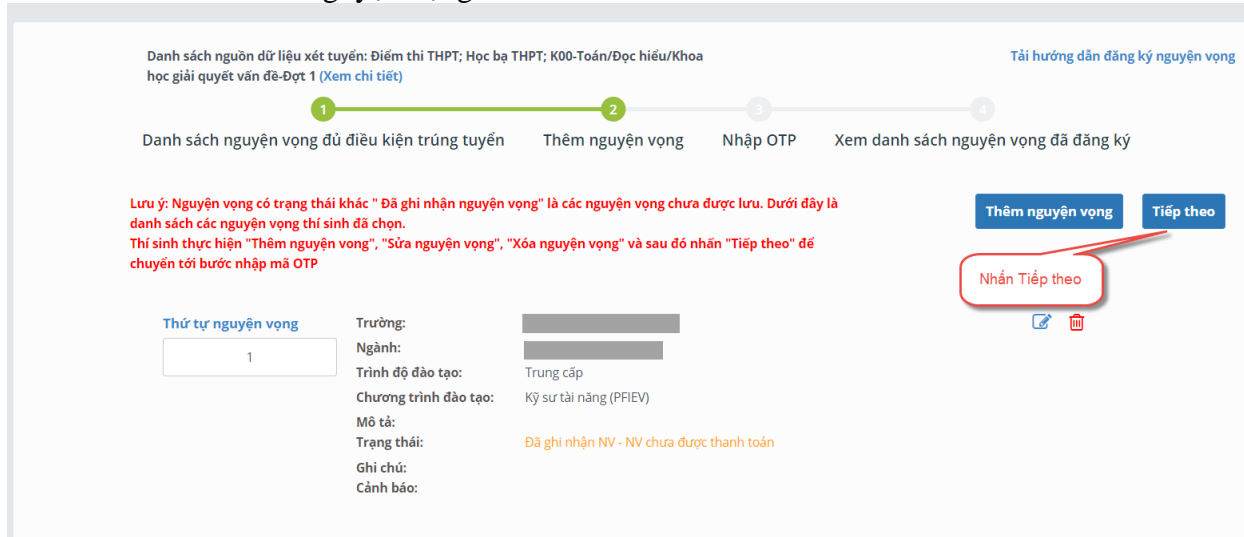 Danh sách nguồn dữ liệu xét tuyển: Điểm thi THPT; Học bạ THPT; K00-Toán/Đọc hiểu/Khoa
học giải quyết vấn đề-Đợt 1 (Xem chi tiết)
Tải hướng dẫn đăng ký nguyện vọng
1
2
3
4
Danh sách nguyện vọng đủ điều kiện trúng tuyển
Thêm nguyện vọng
Nhập OTP
Xem danh sách nguyện vọng đã đăng ký
Lưu ý: Nguyện vọng có trạng thái khác " Đã ghi nhận nguyện vọng" là các nguyện vọng chưa được lưu. Dưới đây là
danh sách các nguyện vọng thí sinh đã chọn.
Thí sinh thực hiện "Thêm nguyện vong", "Sửa nguyện vọng", "Xóa nguyện vọng" và sau đó nhấn "Tiếp theo" để
chuyển tới bước nhập mã OTP
Thêm nguyện vọng
Tiếp theo
Nhấn Tiếp theo
Thứ tự nguyện vọng
1
Trường:
Ngành:
Trình độ đào tạo: Trung cấp
Chương trình đào tạo: Kỹ sư tài năng (PFIEV)
Mô tả:
Trạng thái: Đã ghi nhận NV - NV chưa được thanh toán
Ghi chú:
Cảnh báo: